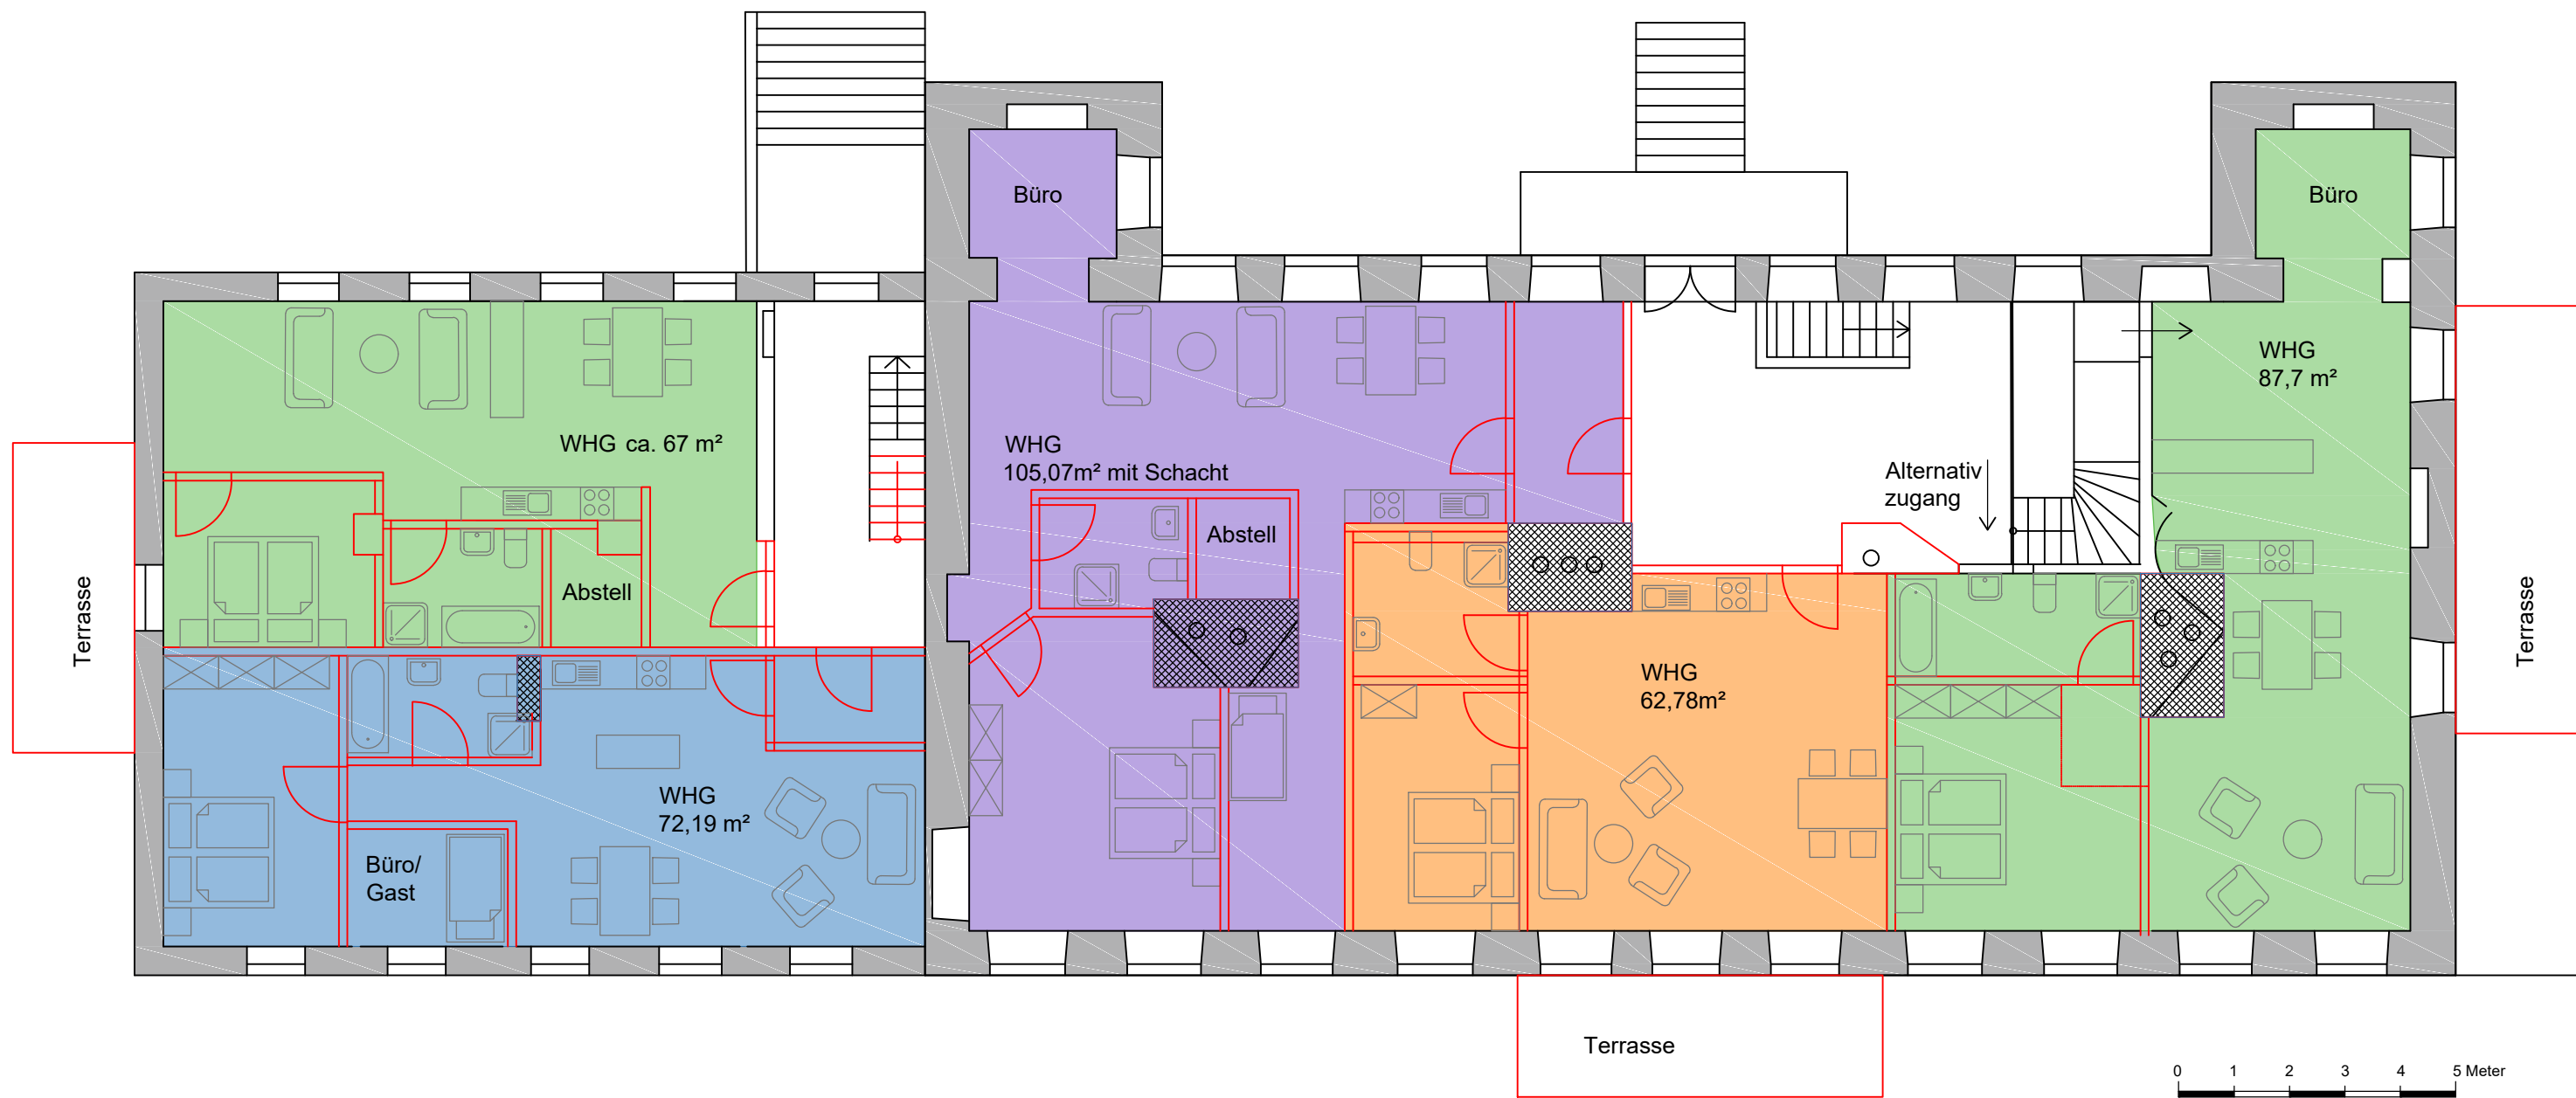 Büro
Büro
WHG
87,7 m²
WHG ca. 67 m²
WHG
105,07m² mit Schacht
Alternativ
zugang
Abstell
Abstell
Terrasse
Terrasse
WHG
62,78m²
WHG
72,19 m²
Büro/
Gast
Terrasse
0 1 2 3 4 5 Meter